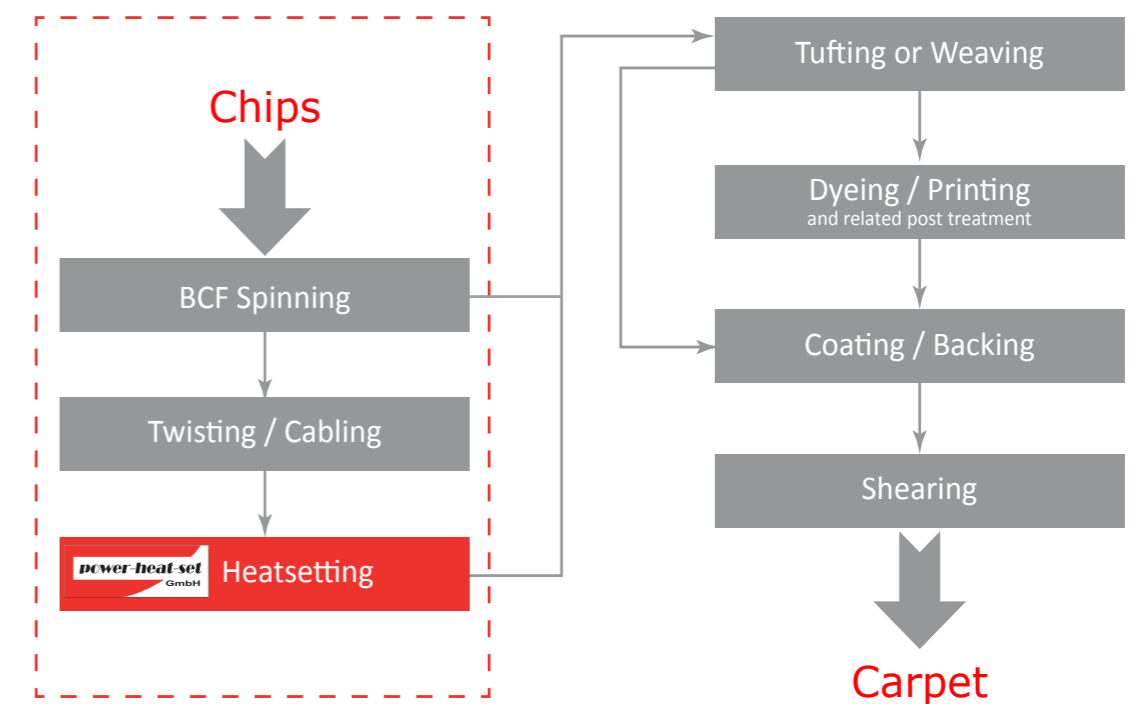 Chips
BCF Spinning
Twisting / Cabling
power-heat-set
GmbH
Heatsetting
Tufting or Weaving
Dyeing / Printing
and related post treatment
Coating / Backing
Shearing
Carpet